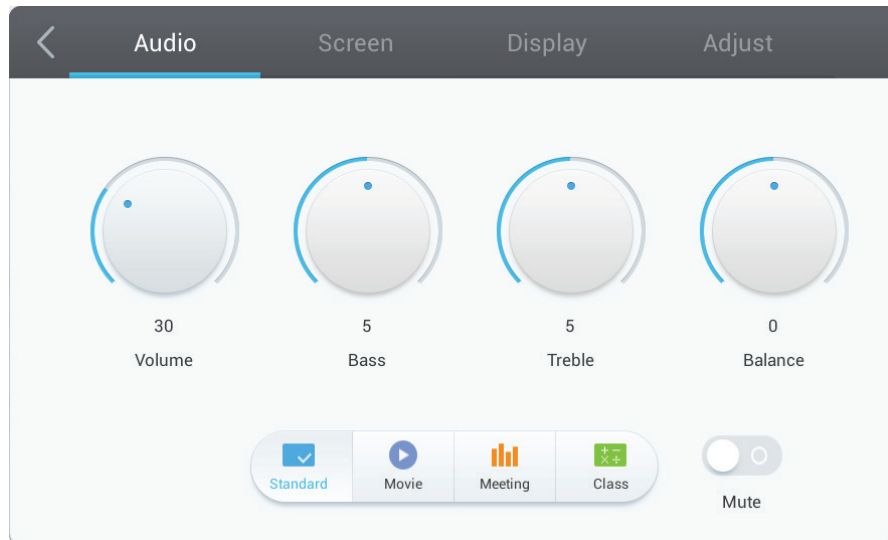 Audio Screen Display Adjust
30 5 5 0
Volume Bass Treble Balance
Standard Movie Meeting Class
Mute